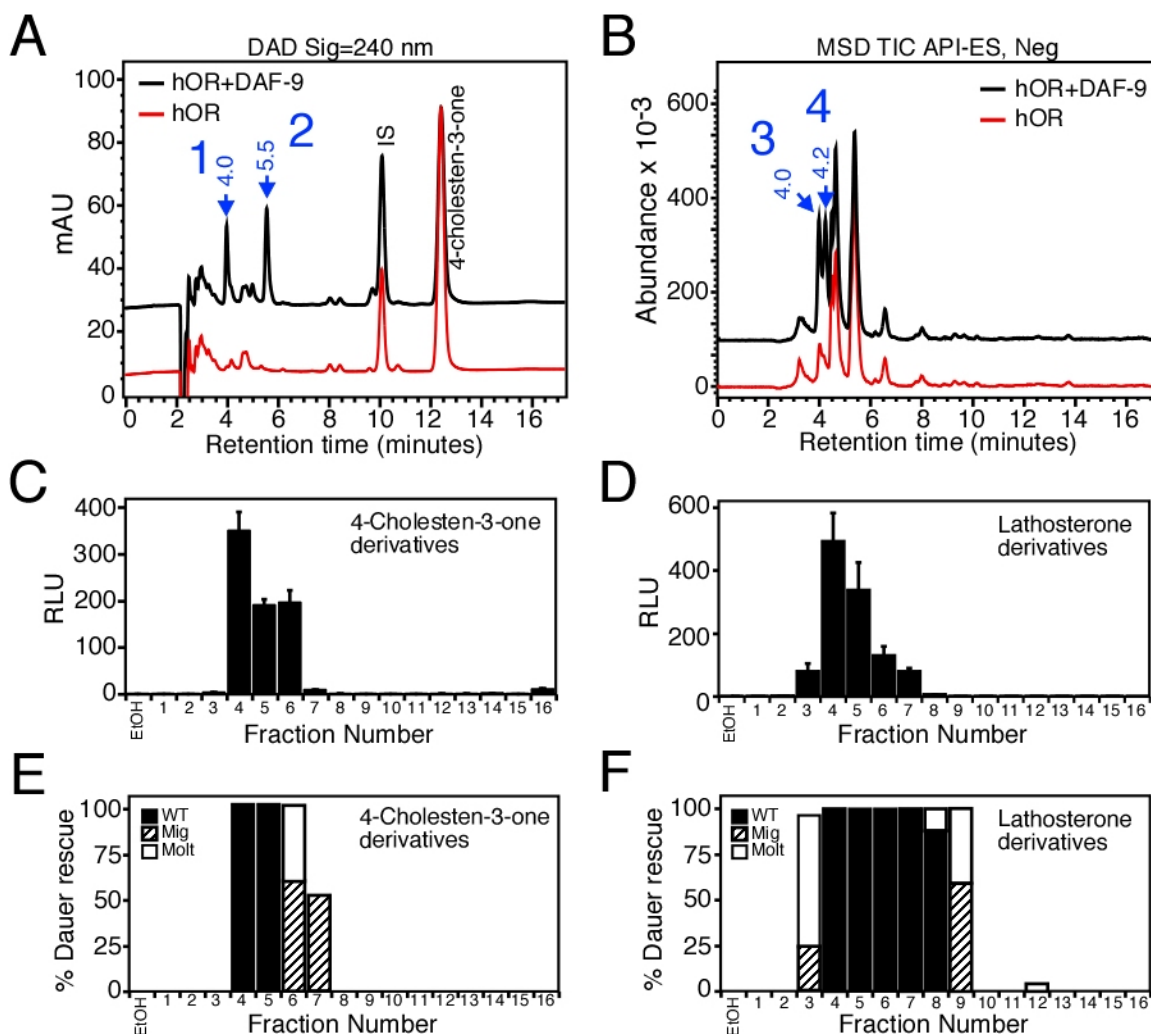 A
DAD Sig=240 nm
hOR+DAF-9
hOR
1
4.0
2
5.5
IS
4-cholesten-3-one
mAU
100
80
60
40
20
0
0 2 4 6 8 10 12 14 16
Retention time (minutes)
B
MSD TIC API-ES, Neg
hOR+DAF-9
hOR
3
4.0
4
4.2
Abundance x 10-3
600
400
200
0
0 2 4 6 8 10 12 14 16
Retention time (minutes)
C
4-Cholesten-3-one
derivatives
RLU
400
300
200
100
0
EtOH 1 2 3 4 5 6 7 8 9 10 11 12 13 14 15 16
Fraction Number
D
Lathosterone
derivatives
RLU
600
400
200
0
EtOH 1 2 3 4 5 6 7 8 9 10 11 12 13 14 15 16
Fraction Number
E
WT
Mig
Molt
4-Cholesten-3-one
derivatives
% Dauer rescue
100
75
50
25
0
EtOH 1 2 3 4 5 6 7 8 9 10 11 12 13 14 15 16
Fraction Number
F
WT
Mig
Molt
Lathosterone
derivatives
% Dauer rescue
100
75
50
25
0
EtOH 1 2 3 4 5 6 7 8 9 10 11 12 13 14 15 16
Fraction Number